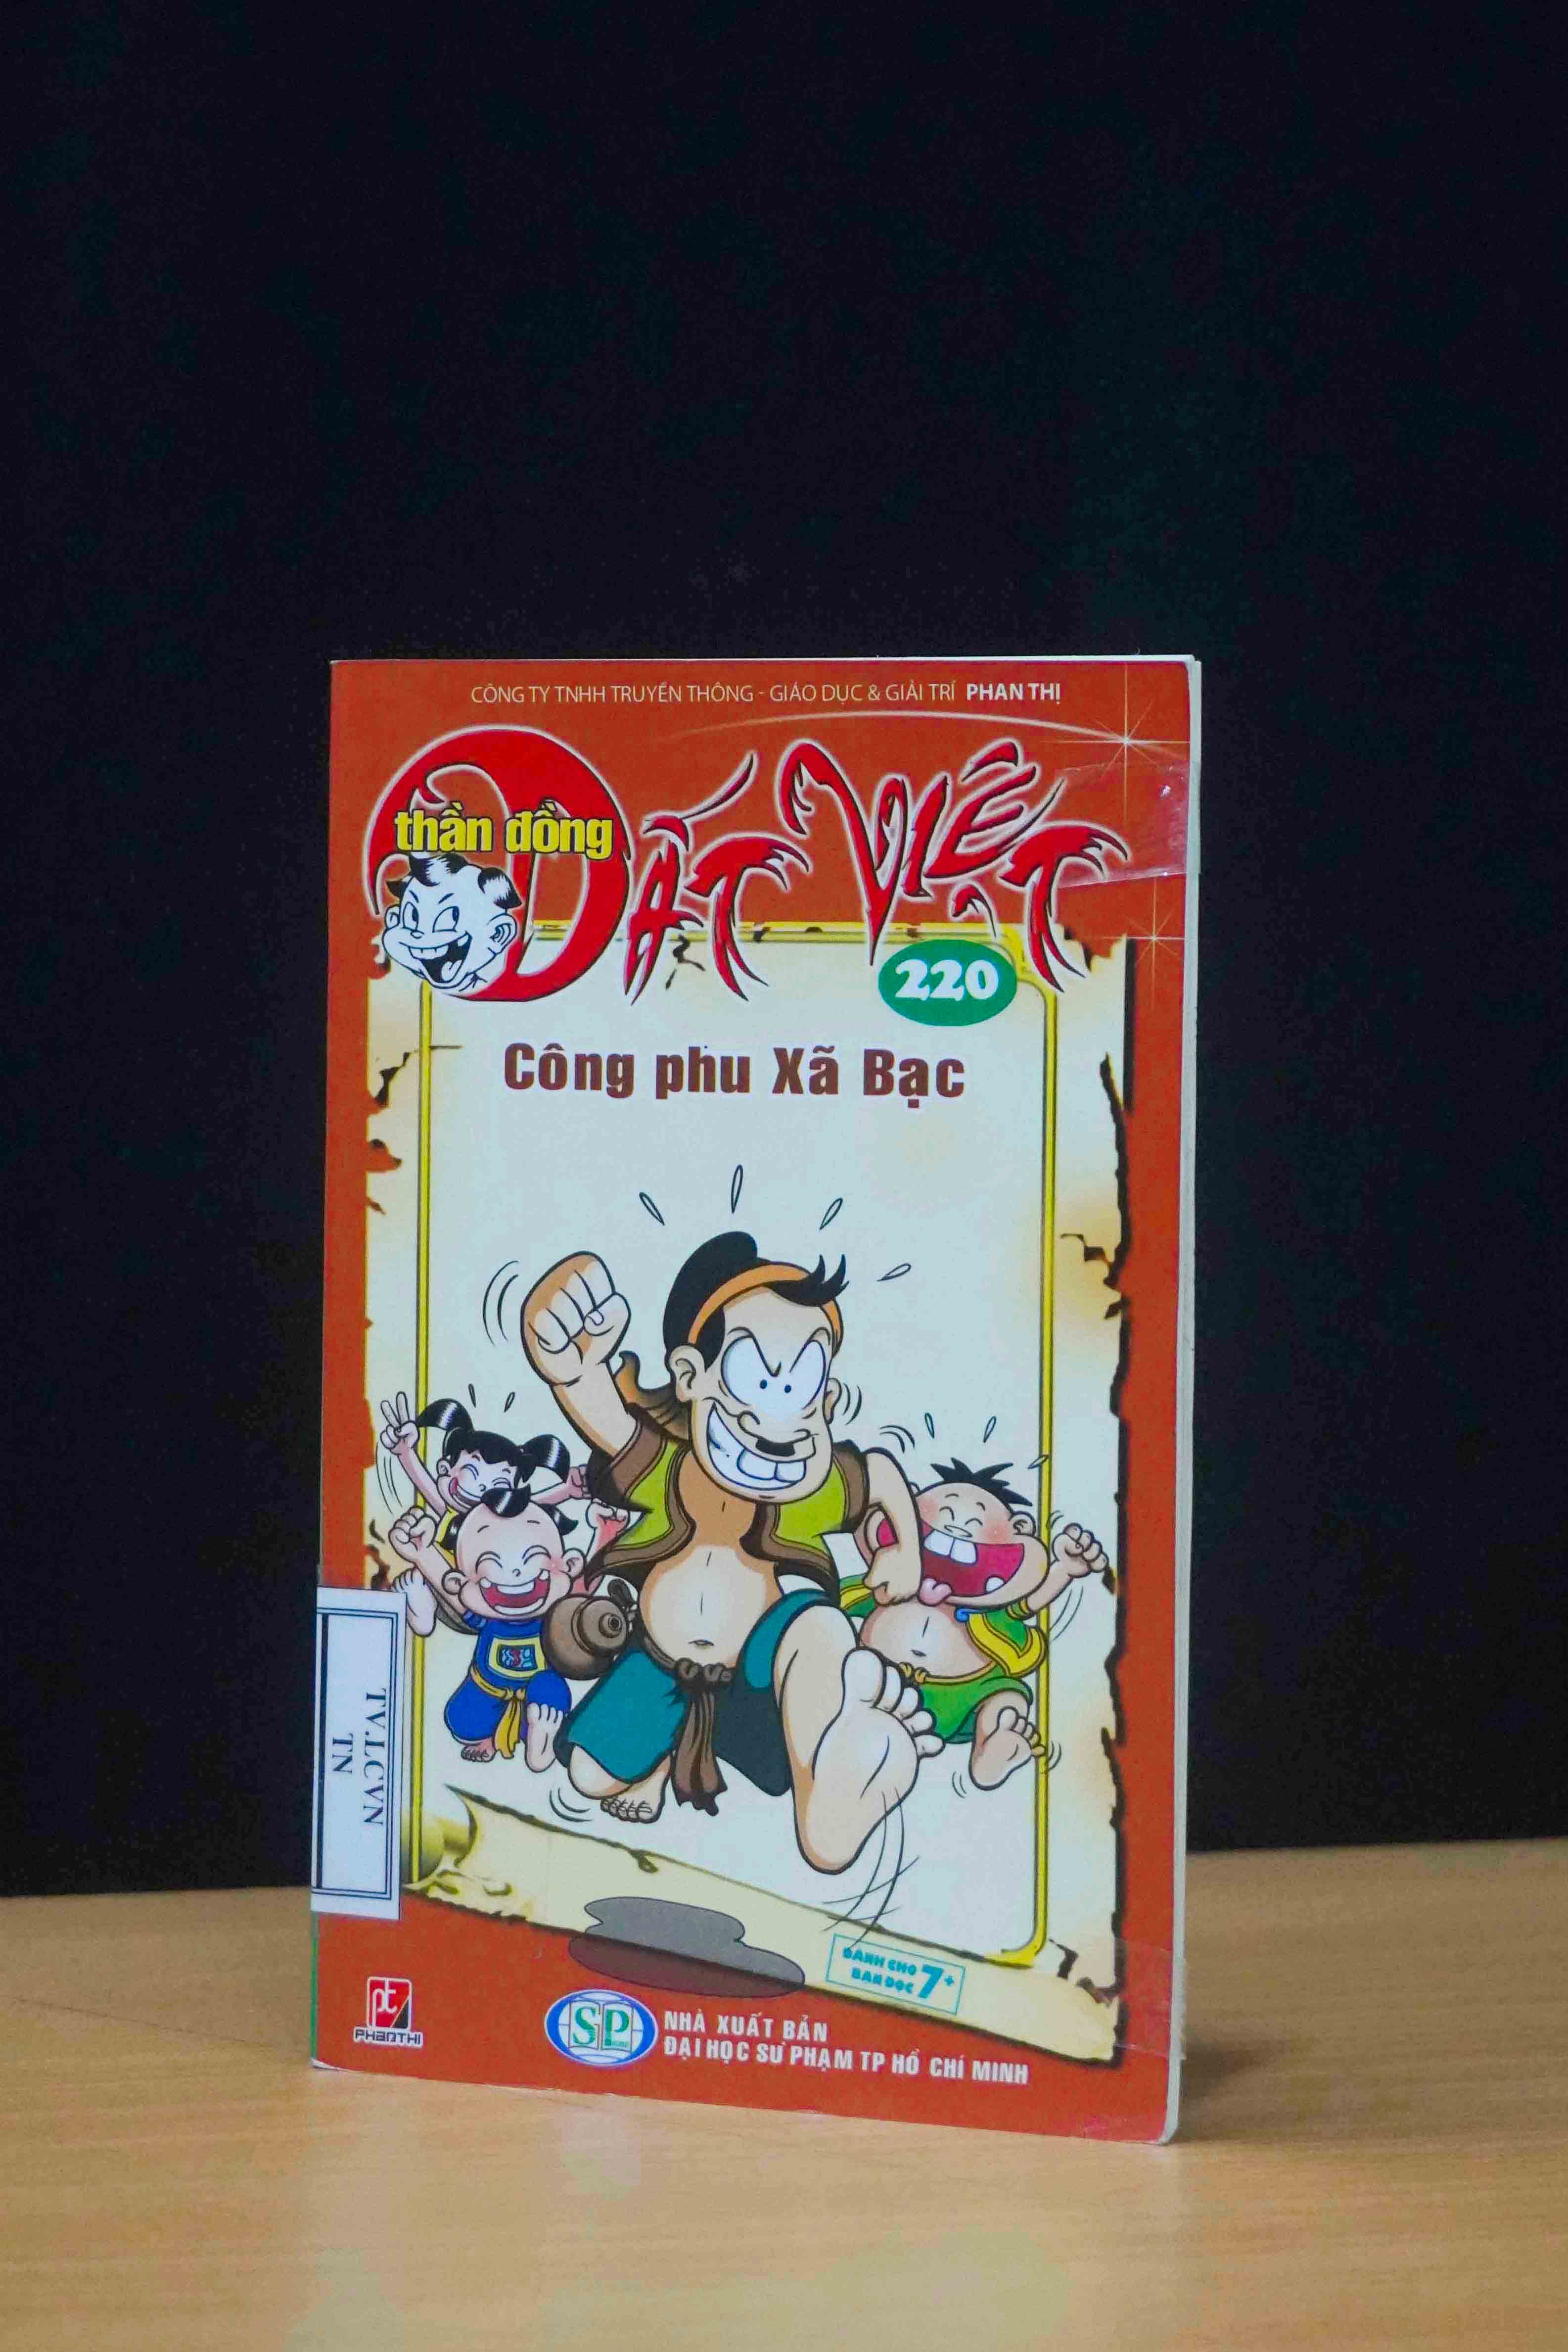 CÔNG TY TNHH TRUYỀN THÔNG - GIÁO DỤC & GIẢI TRÍ PHAN THỊ
thần đồng
ĐẤT VIỆT
220
Công phu Xã Bạc
TV.LCVN
TN
DÀNH CHO
BẠN ĐỌC 7+
pt
PHANTHI
SP
NHÀ XUẤT BẢN
ĐẠI HỌC SƯ PHẠM TP HỒ CHÍ MINH